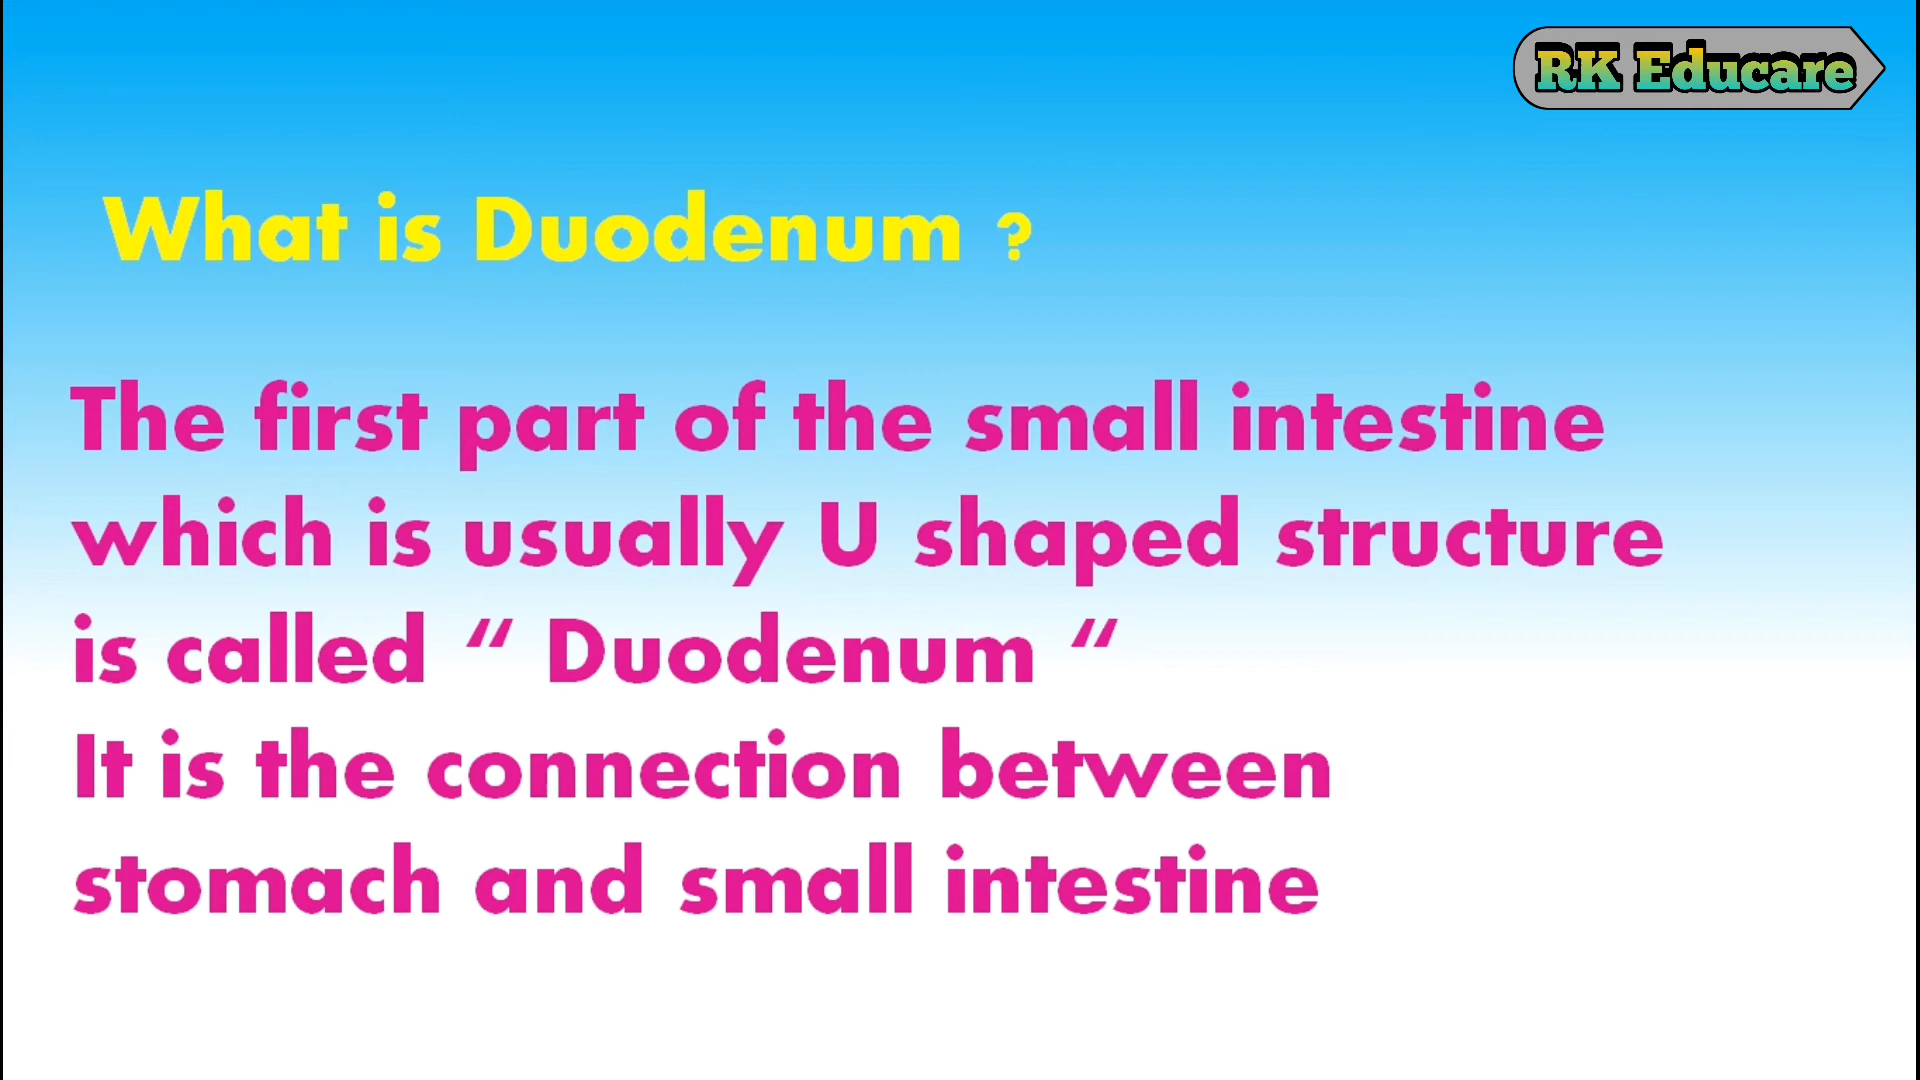 RK Educare
What is Duodenum ?
The first part of the small intestine
which is usually U shaped structure
is called “ Duodenum “
It is the connection between
stomach and small intestine